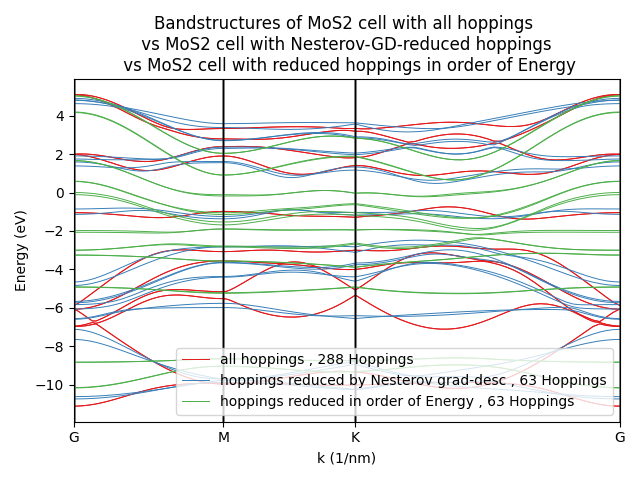 Bandstructures of MoS2 cell with all hoppings
vs MoS2 cell with Nesterov-GD-reduced hoppings
vs MoS2 cell with reduced hoppings in order of Energy
Energy (eV)
4
2
0
−2
−4
−6
−8
−10
all hoppings , 288 Hoppings
hoppings reduced by Nesterov grad-desc , 63 Hoppings
hoppings reduced in order of Energy , 63 Hoppings
G M K G
k (1/nm)